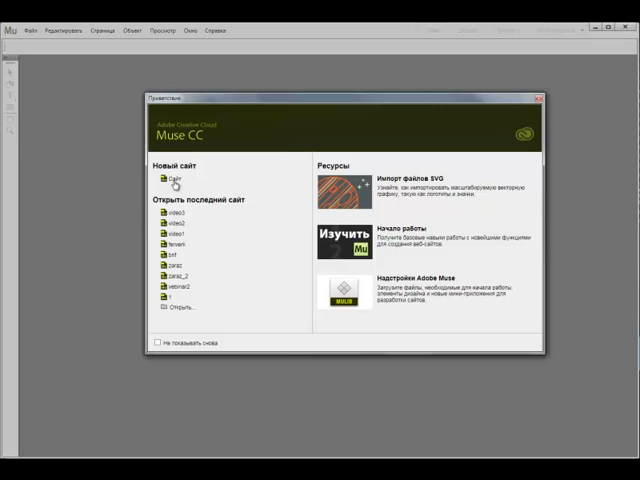 Mu Файл Редактировать Страница Объект Просмотр Окно Справка
Приветствие
Adobe Creative Cloud
Muse CC
Новый сайт
Сайт
Открыть последний сайт
video3
video2
video1
ferverk
brif
zaraz
zaraz_2
vebinar2
1
Открыть...
Ресурсы
Импорт файлов SVG
Узнайте, как импортировать масштабируемую векторную
графику, такую как логотипы и значки.
Изучить
Mu
Начало работы
Получите базовые навыки работы с новейшими функциями
для создания веб-сайтов.
MULIB
Надстройки Adobe Muse
Загрузите файлы, необходимые для начала работы,
элементы дизайна и новые мини-приложения для
разработки сайтов.
Не показывать снова